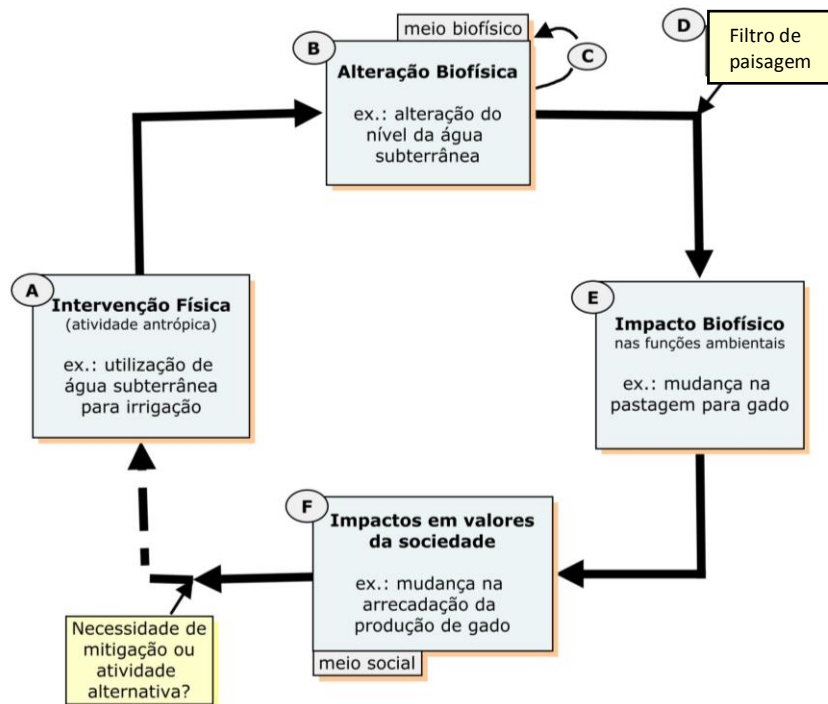 meio biofísico
B
Alteração Biofísica
ex.: alteração do
nível da água
subterrânea
C
D
Filtro de
paisagem
A
Intervenção Física
(atividade antrópica)
ex.: utilização de
água subterrânea
para irrigação
E
Impacto Biofísico
nas funções ambientais
ex.: mudança na
pastagem para gado
F
Impactos em valores
da sociedade
ex.: mudança na
arrecadação da
produção de gado
meio social
Necessidade de
mitigação ou
atividade
alternativa?